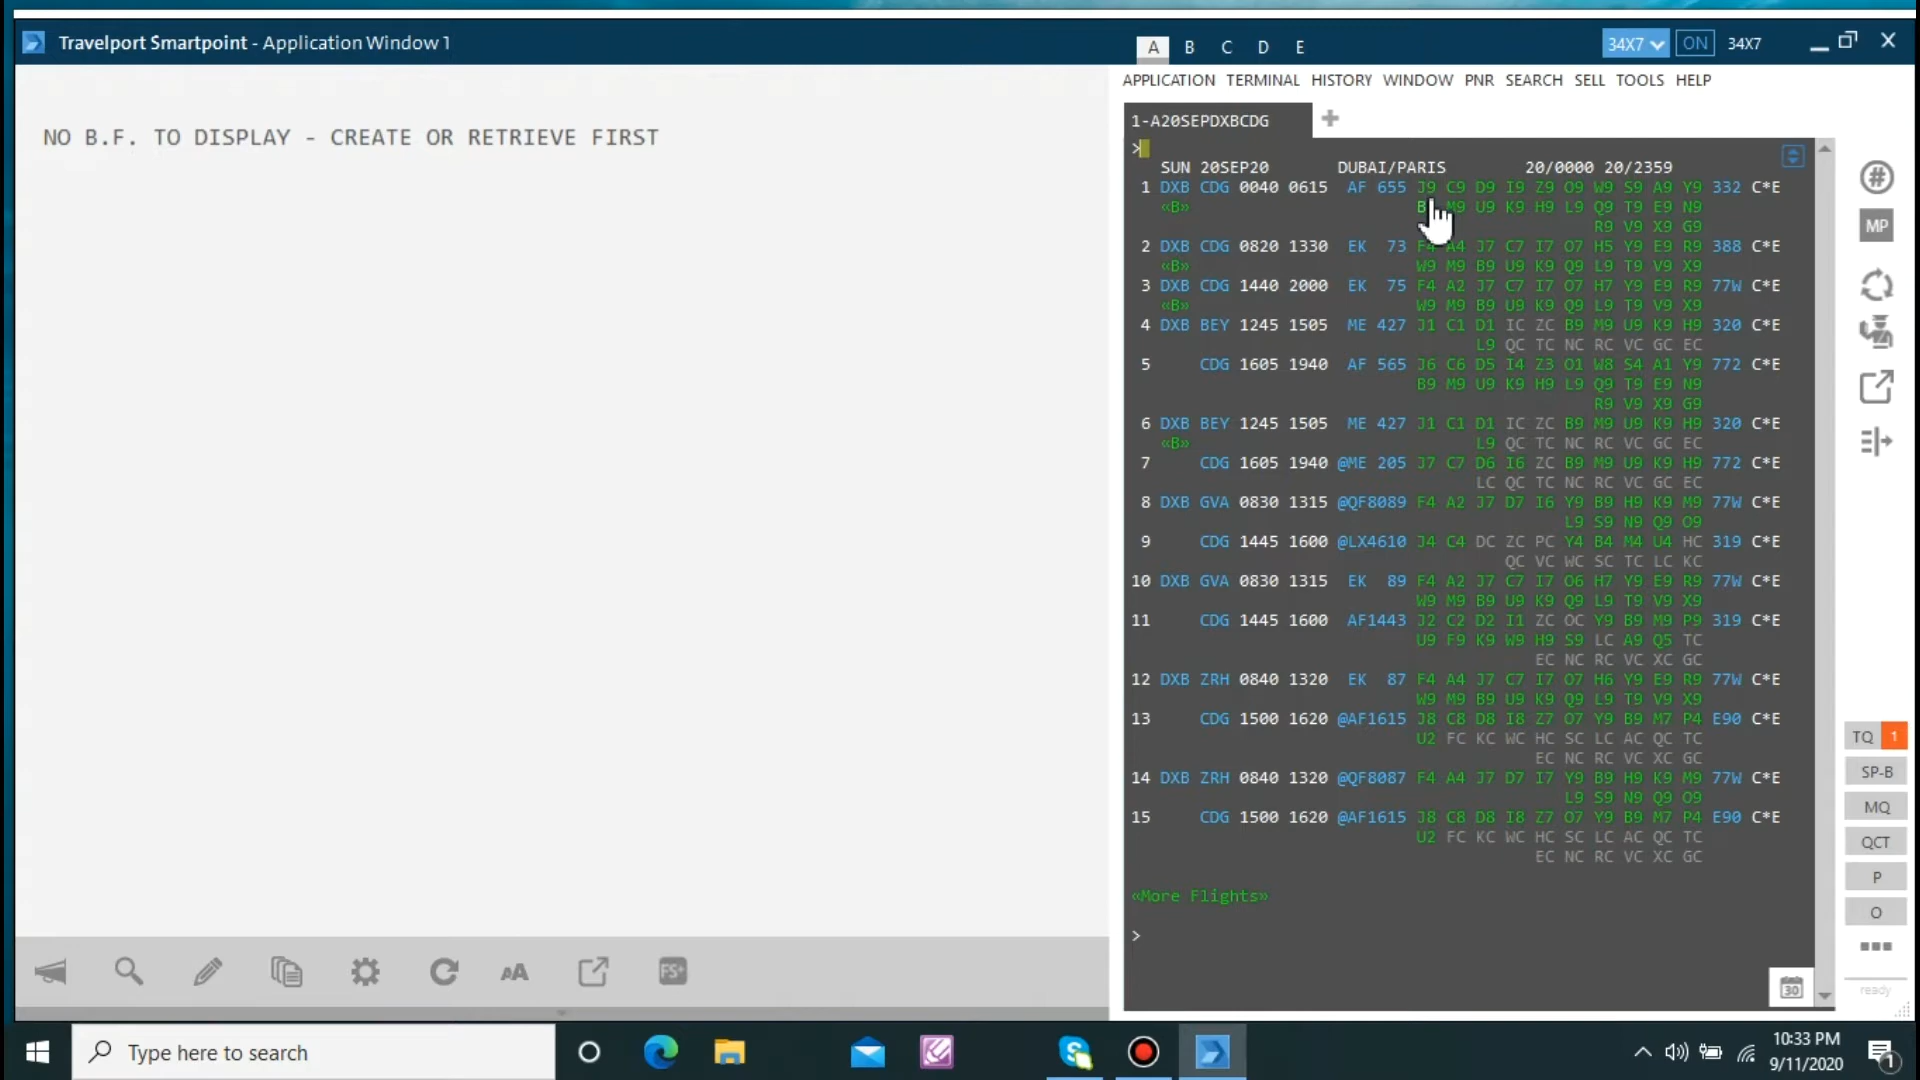 Travelport Smartpoint - Application Window 1
A B C D E
34X7 ON 34X7
APPLICATION TERMINAL HISTORY WINDOW PNR SEARCH SELL TOOLS HELP
NO B.F. TO DISPLAY - CREATE OR RETRIEVE FIRST
1-A20SEPDXBCDG
>
SUN 20SEP20 DUBAI/PARIS 20/0000 20/2359
1 DXB CDG 0040 0615 AF 655 J9 C9 D9 I9 Z9 O9 W9 S9 A9 Y9 332 C*E
«B» M9 U9 K9 H9 L9 Q9 T9 E9 N9
R9 V9 X9 G9
2 DXB CDG 0820 1330 EK 73 F4 A4 J7 C7 I7 O7 H5 Y9 E9 R9 388 C*E
«B» W9 M9 B9 U9 K9 Q9 L9 T9 V9 X9
3 DXB CDG 1440 2000 EK 75 F4 A2 J7 C7 I7 O7 H7 Y9 E9 R9 77W C*E
«B» W9 M9 B9 U9 K9 Q9 L9 T9 V9 X9
4 DXB BEY 1245 1505 ME 427 J1 C1 D1 IC ZC B9 M9 U9 K9 H9 320 C*E
L9 QC TC NC RC VC GC EC
5 CDG 1605 1940 AF 565 J6 C6 D5 I4 Z3 O1 W8 S4 A1 Y9 772 C*E
B9 M9 U9 K9 H9 L9 Q9 T9 E9 N9
R9 V9 X9 G9
6 DXB BEY 1245 1505 ME 427 J1 C1 D1 IC ZC B9 M9 U9 K9 H9 320 C*E
«B» L9 QC TC NC RC VC GC EC
7 CDG 1605 1940 @ME 205 J7 C7 D6 I6 ZC B9 M9 U9 K9 H9 772 C*E
LC QC TC NC RC VC GC EC
8 DXB GVA 0830 1315 @QF8089 F4 A2 J7 D7 I6 Y9 B9 H9 K9 M9 77W C*E
L9 S9 N9 Q9 O9
9 CDG 1445 1600 @LX4610 J4 C4 DC ZC PC Y4 B4 M4 U4 HC 319 C*E
QC VC WC SC TC LC KC
10 DXB GVA 0830 1315 EK 89 F4 A2 J7 C7 I7 O6 H7 Y9 E9 R9 77W C*E
W9 M9 B9 U9 K9 Q9 L9 T9 V9 X9
11 CDG 1445 1600 AF1443 J2 C2 D2 I1 ZC OC Y9 B9 M9 P9 319 C*E
U9 F9 K9 W9 H9 S9 LC A9 Q5 TC
EC NC RC VC XC GC
12 DXB ZRH 0840 1320 EK 87 F4 A4 J7 C7 I7 O7 H6 Y9 E9 R9 77W C*E
W9 M9 B9 U9 K9 Q9 L9 T9 V9 X9
13 CDG 1500 1620 @AF1615 J8 C8 D8 I8 Z7 O7 Y9 B9 M7 P4 E90 C*E
U2 FC KC WC HC SC LC AC QC TC
EC NC RC VC XC GC
14 DXB ZRH 0840 1320 @QF8087 F4 A4 J7 D7 I7 Y9 B9 H9 K9 M9 77W C*E
L9 S9 N9 Q9 O9
15 CDG 1500 1620 @AF1615 J8 C8 D8 I8 Z7 O7 Y9 B9 M7 P4 E90 C*E
U2 FC KC WC HC SC LC AC QC TC
EC NC RC VC XC GC
«More Flights»
>
#
MP
TQ 1
SP-B
MQ
QCT
P
O
ready
30
AA
FS+
Type here to search
10:33 PM
9/11/2020
1